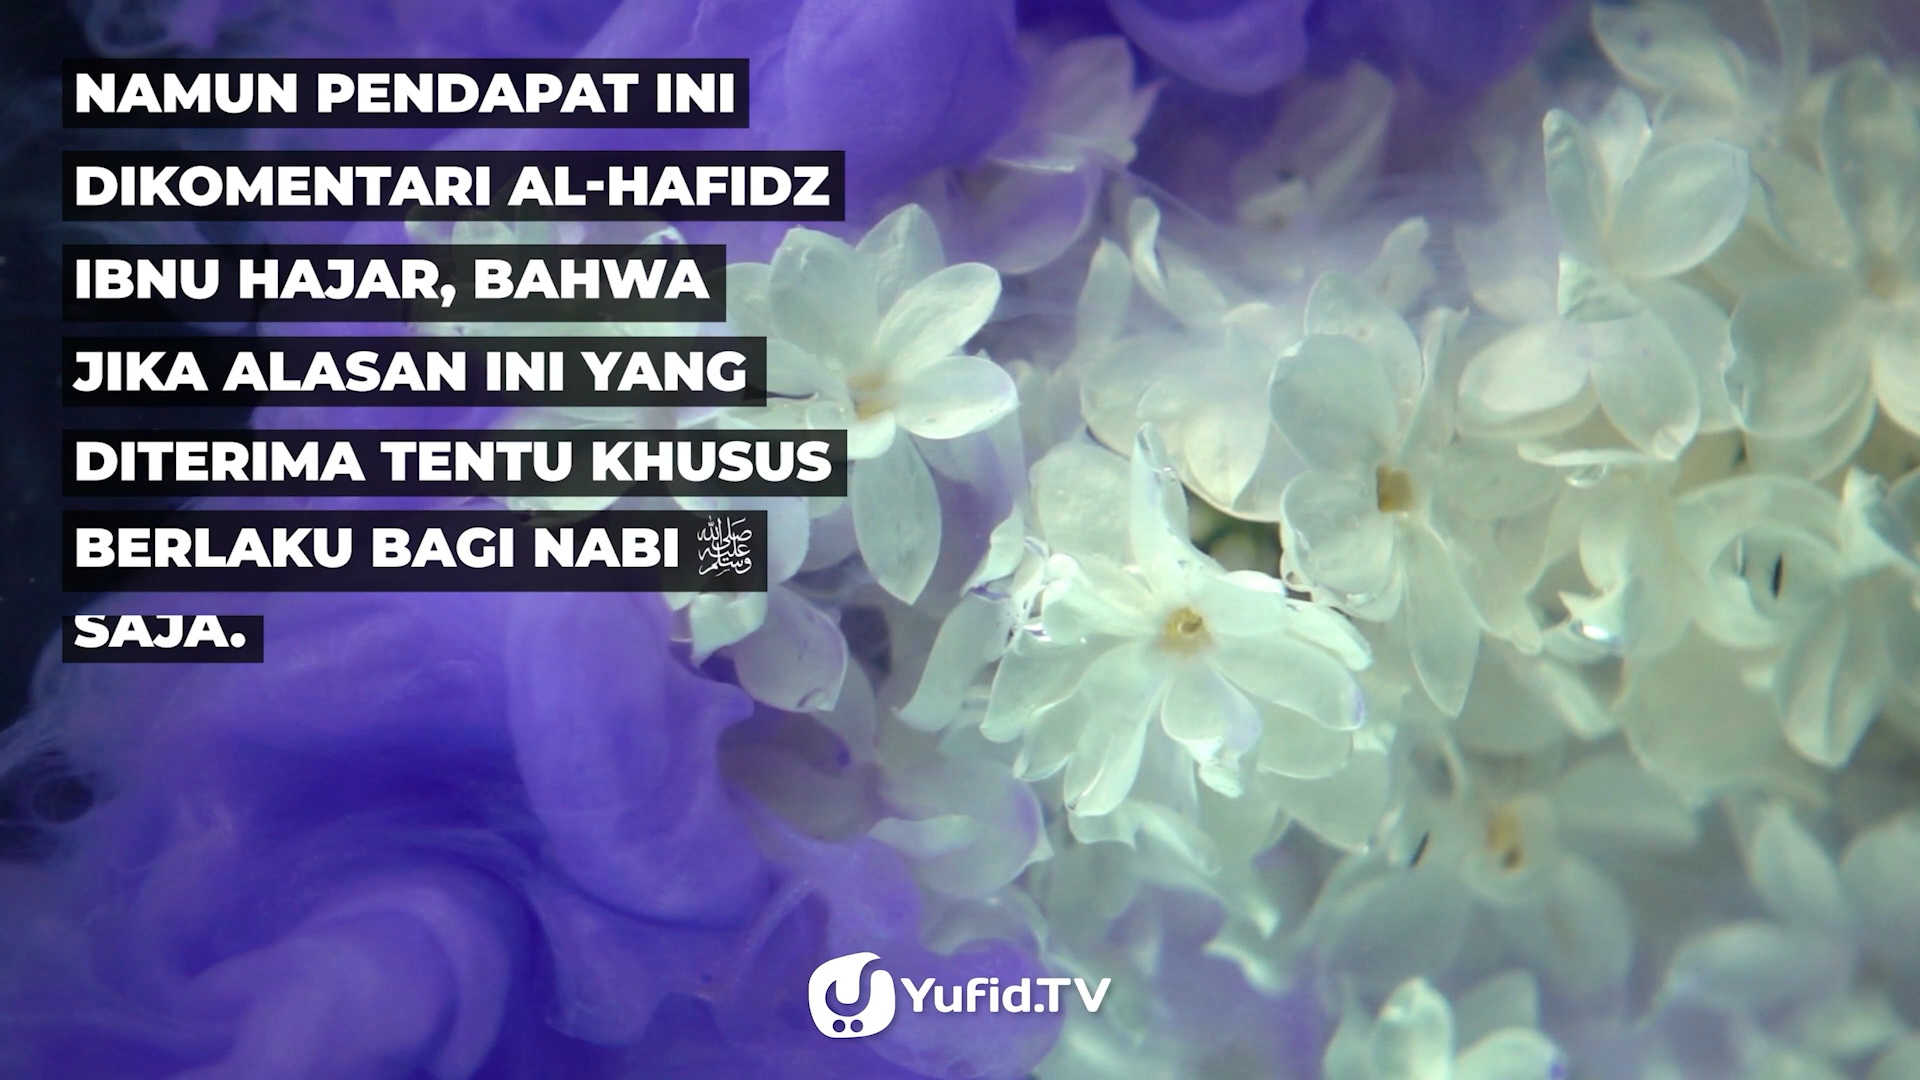 NAMUN PENDAPAT INI
DIKOMENTARI AL-HAFIDZ
IBNU HAJAR, BAHWA
JIKA ALASAN INI YANG
DITERIMA TENTU KHUSUS
BERLAKU BAGI NABI ﷺ
SAJA.
Yufid.TV